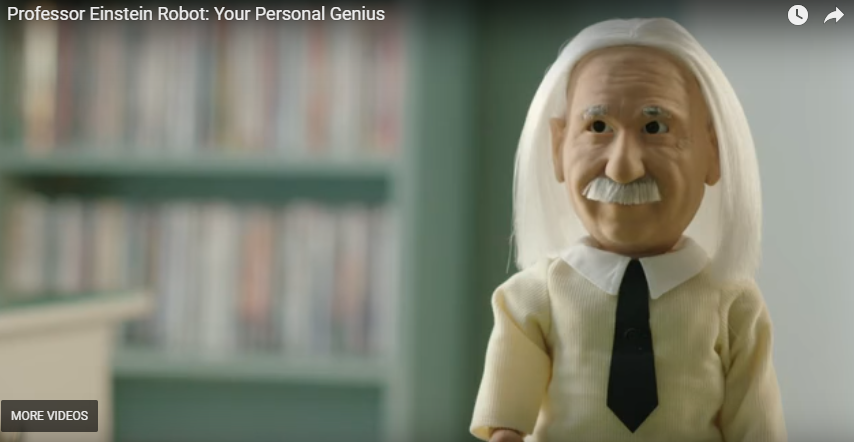 Professor Einstein Robot: Your Personal Genius
MORE VIDEOS